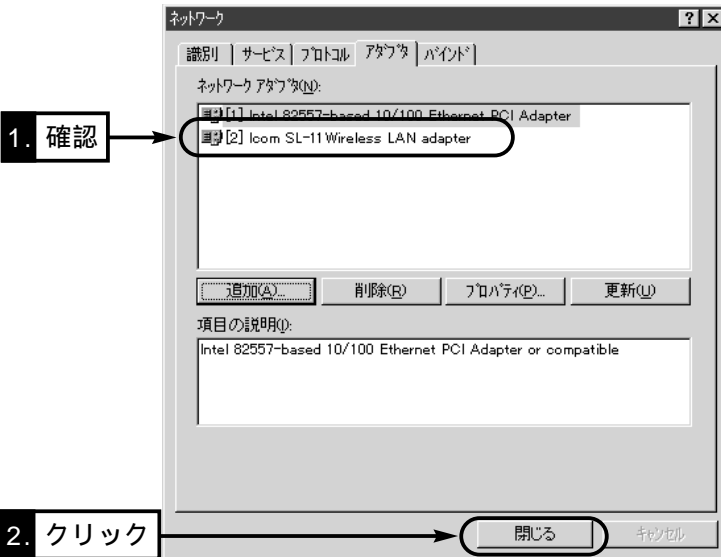 ネットワーク
識別 サービス プロトコル アダプタ バインド
ネットワーク アダプタ(N):
[1] Intel 82557-based 10/100 Ethernet PCI Adapter
1. 確認
[2] Icom SL-11 Wireless LAN adapter
追加(A)... 削除(R) プロパティ(P)... 更新(U)
項目の説明(I):
Intel 82557-based 10/100 Ethernet PCI Adapter or compatible
2. クリック
閉じる キャンセル